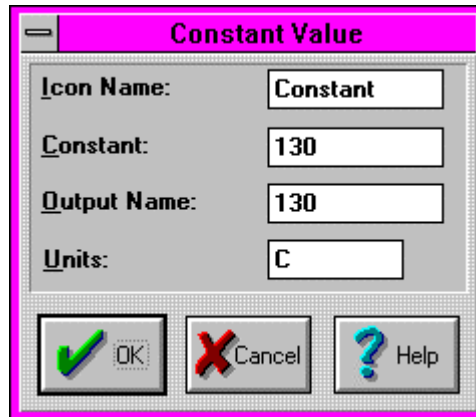 Constant Value
Icon Name: Constant
Constant: 130
Output Name: 130
Units: C
OK Cancel Help